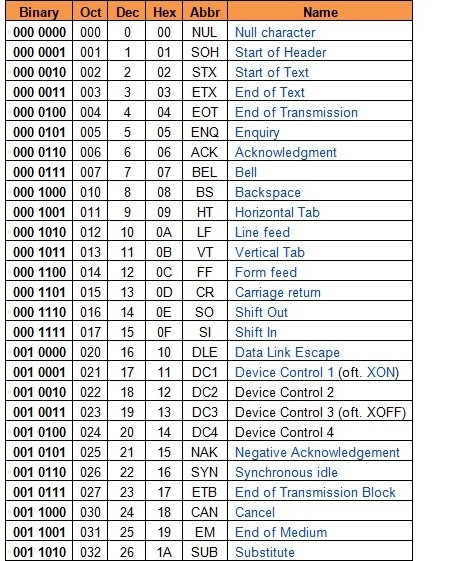 Binary Oct Dec Hex Abbr Name
000 0000 000 0 00 NUL Null character
000 0001 001 1 01 SOH Start of Header
000 0010 002 2 02 STX Start of Text
000 0011 003 3 03 ETX End of Text
000 0100 004 4 04 EOT End of Transmission
000 0101 005 5 05 ENQ Enquiry
000 0110 006 6 06 ACK Acknowledgment
000 0111 007 7 07 BEL Bell
000 1000 010 8 08 BS Backspace
000 1001 011 9 09 HT Horizontal Tab
000 1010 012 10 0A LF Line feed
000 1011 013 11 0B VT Vertical Tab
000 1100 014 12 0C FF Form feed
000 1101 015 13 0D CR Carriage return
000 1110 016 14 0E SO Shift Out
000 1111 017 15 0F SI Shift In
001 0000 020 16 10 DLE Data Link Escape
001 0001 021 17 11 DC1 Device Control 1 (oft. XON)
001 0010 022 18 12 DC2 Device Control 2
001 0011 023 19 13 DC3 Device Control 3 (oft. XOFF)
001 0100 024 20 14 DC4 Device Control 4
001 0101 025 21 15 NAK Negative Acknowledgement
001 0110 026 22 16 SYN Synchronous idle
001 0111 027 23 17 ETB End of Transmission Block
001 1000 030 24 18 CAN Cancel
001 1001 031 25 19 EM End of Medium
001 1010 032 26 1A SUB Substitute